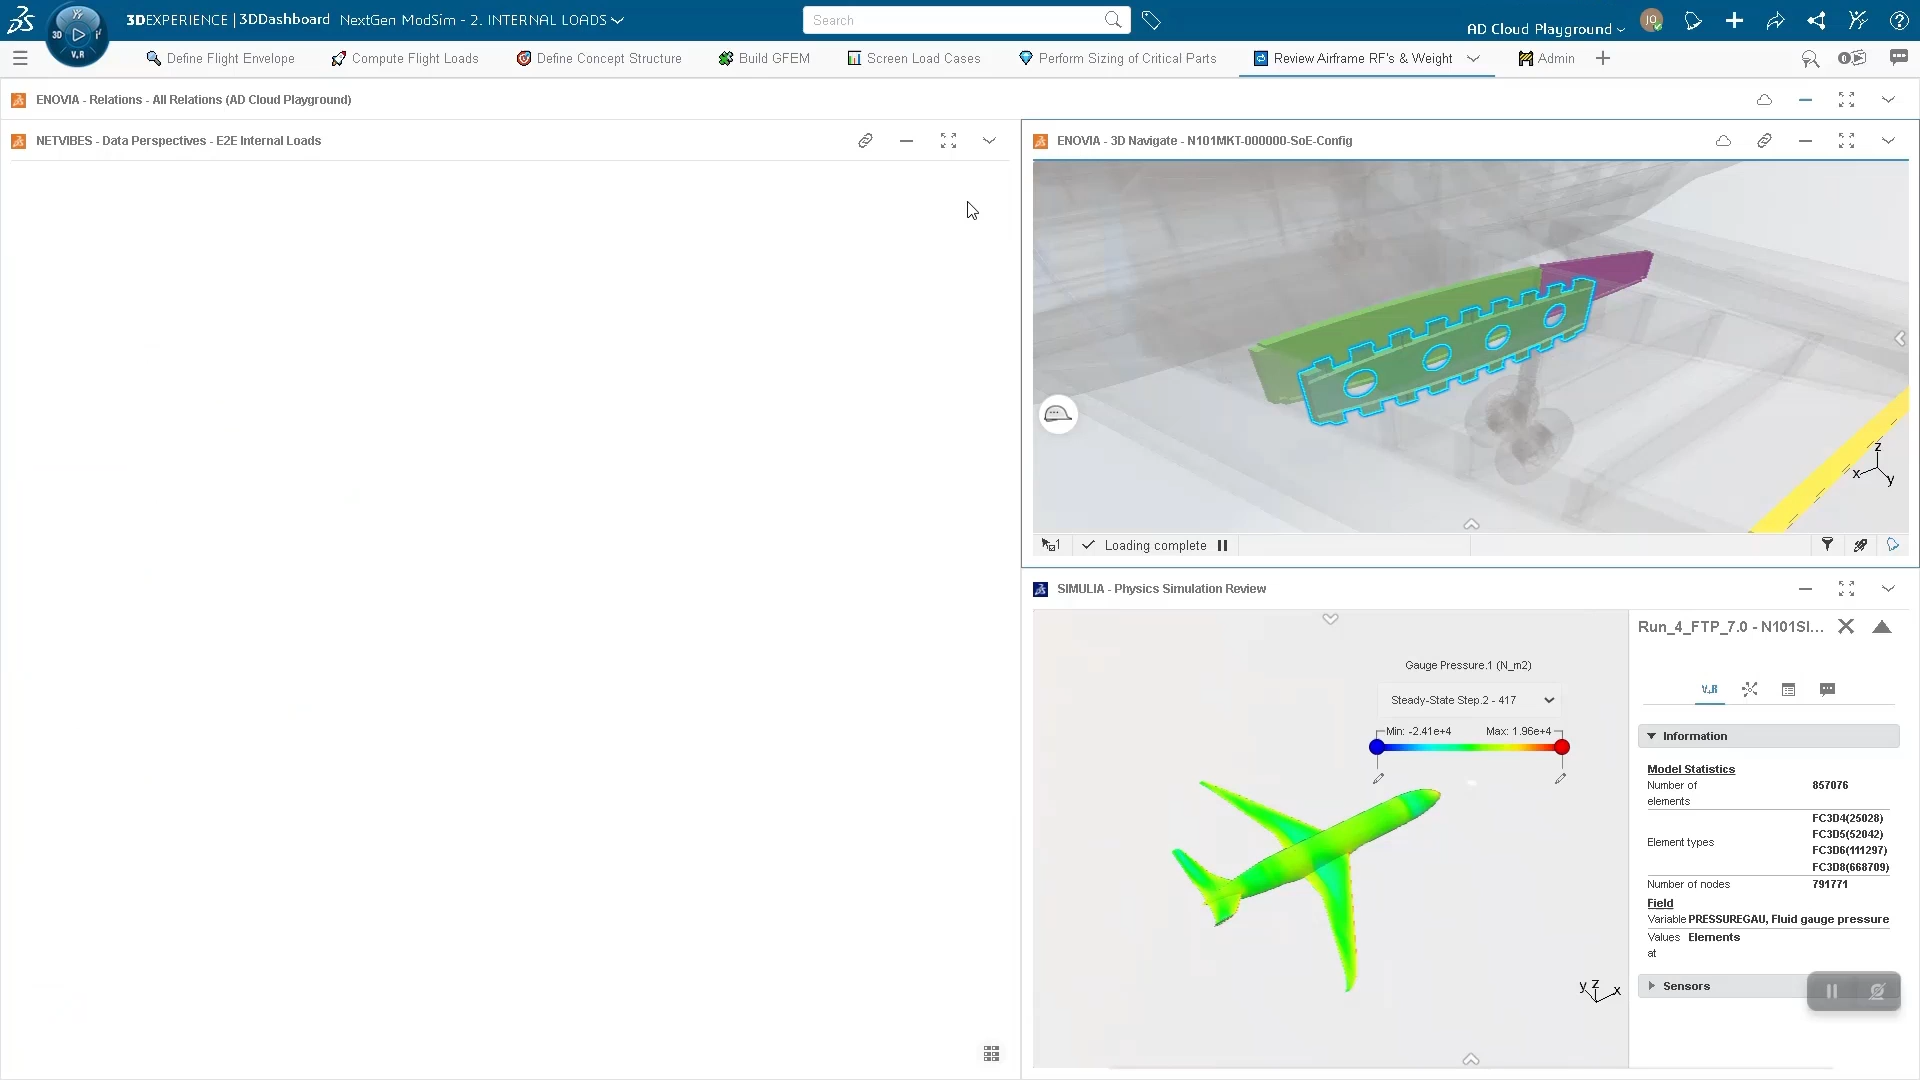 3DEXPERIENCE | 3DDashboard NextGen ModSim - 2. INTERNAL LOADS
Search
AD Cloud Playground
JO
3D
V,R
Define Flight Envelope
Compute Flight Loads
Define Concept Structure
Build GFEM
Screen Load Cases
Perform Sizing of Critical Parts
Review Airframe RF's & Weight
Admin
ENOVIA - Relations - All Relations (AD Cloud Playground)
NETVIBES - Data Perspectives - E2E Internal Loads
ENOVIA - 3D Navigate - N101MKT-000000-SoE-Config
z
x
y
1
Loading complete
SIMULIA - Physics Simulation Review
Run_4_FTP_7.0 - N101SI...
Gauge Pressure.1 (N_m2)
Steady-State Step.2 - 417
Min: -2.41e+4 Max: 1.96e+4
V,R
Information
Model Statistics
Number of elements 857076
Element types
FC3D4(25028)
FC3D5(52042)
FC3D6(111297)
FC3D8(668709)
Number of nodes 791771
Field
Variable PRESSUREGAU, Fluid gauge pressure
Values at Elements
Sensors
y z x